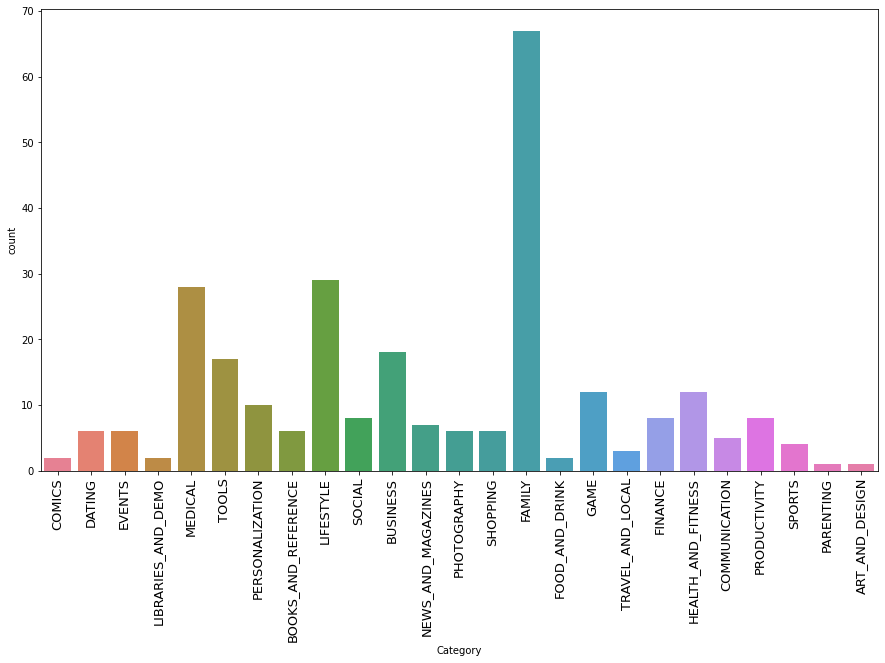 70
60
50
40
30
20
10
0
count
COMICS
DATING
EVENTS
LIBRARIES_AND_DEMO
MEDICAL
TOOLS
PERSONALIZATION
BOOKS_AND_REFERENCE
LIFESTYLE
SOCIAL
BUSINESS
NEWS_AND_MAGAZINES
PHOTOGRAPHY
SHOPPING
FAMILY
FOOD_AND_DRINK
GAME
TRAVEL_AND_LOCAL
FINANCE
HEALTH_AND_FITNESS
COMMUNICATION
PRODUCTIVITY
SPORTS
PARENTING
ART_AND_DESIGN
Category